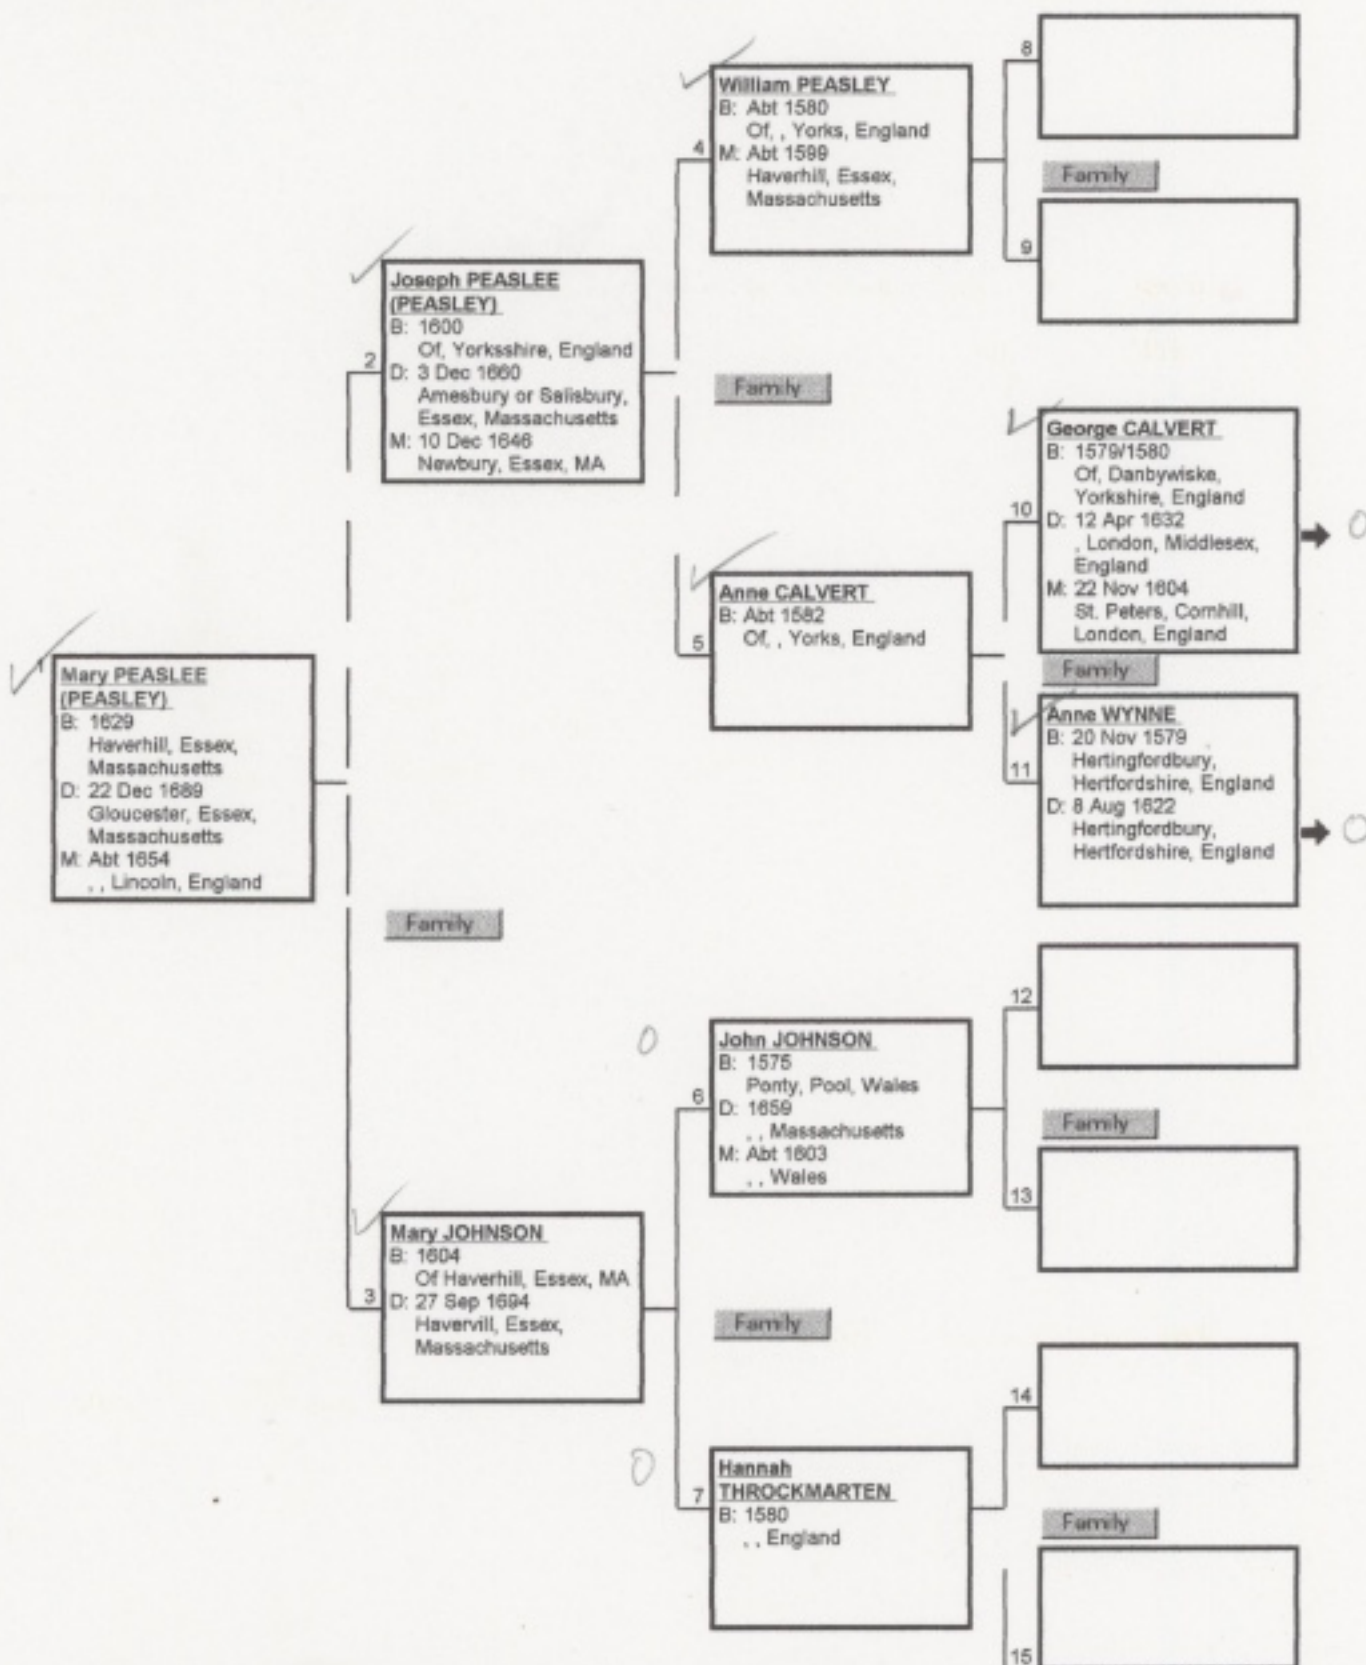 8
William PEASLEY
B: Abt 1580
Of, , Yorks, England
4
M: Abt 1599
Haverhill, Essex,
Massachusetts
Family
9
Joseph PEASLEE
(PEASLEY)
B: 1600
Of, Yorksshire, England
2
D: 3 Dec 1660
Amesbury or Salisbury,
Essex, Massachusetts
M: 10 Dec 1646
Newbury, Essex, MA
Family
George CALVERT
B: 1579/1580
Of, Danbywiske,
Yorkshire, England
10
D: 12 Apr 1632
, London, Middlesex,
England
M: 22 Nov 1604
St. Peters, Cornhill,
London, England
0
Anne CALVERT
B: Abt 1582
Of, , Yorks, England
5
Family
Mary PEASLEE
(PEASLEY)
B: 1629
Haverhill, Essex,
Massachusetts
D: 22 Dec 1689
Gloucester, Essex,
Massachusetts
M: Abt 1654
, , Lincoln, England
Anne WYNNE
B: 20 Nov 1579
Hertingfordbury,
11
Hertfordshire, England
D: 8 Aug 1622
Hertingfordbury,
Hertfordshire, England
0
Family
12
0
John JOHNSON
B: 1575
Ponty, Pool, Wales
6
D: 1659
, , Massachusetts
M: Abt 1603
, , Wales
Family
13
Mary JOHNSON
B: 1604
Of Haverhill, Essex, MA
3
D: 27 Sep 1694
Havervill, Essex,
Massachusetts
Family
14
0
Hannah
THROCKMARTEN
7
B: 1580
, , England
Family
15